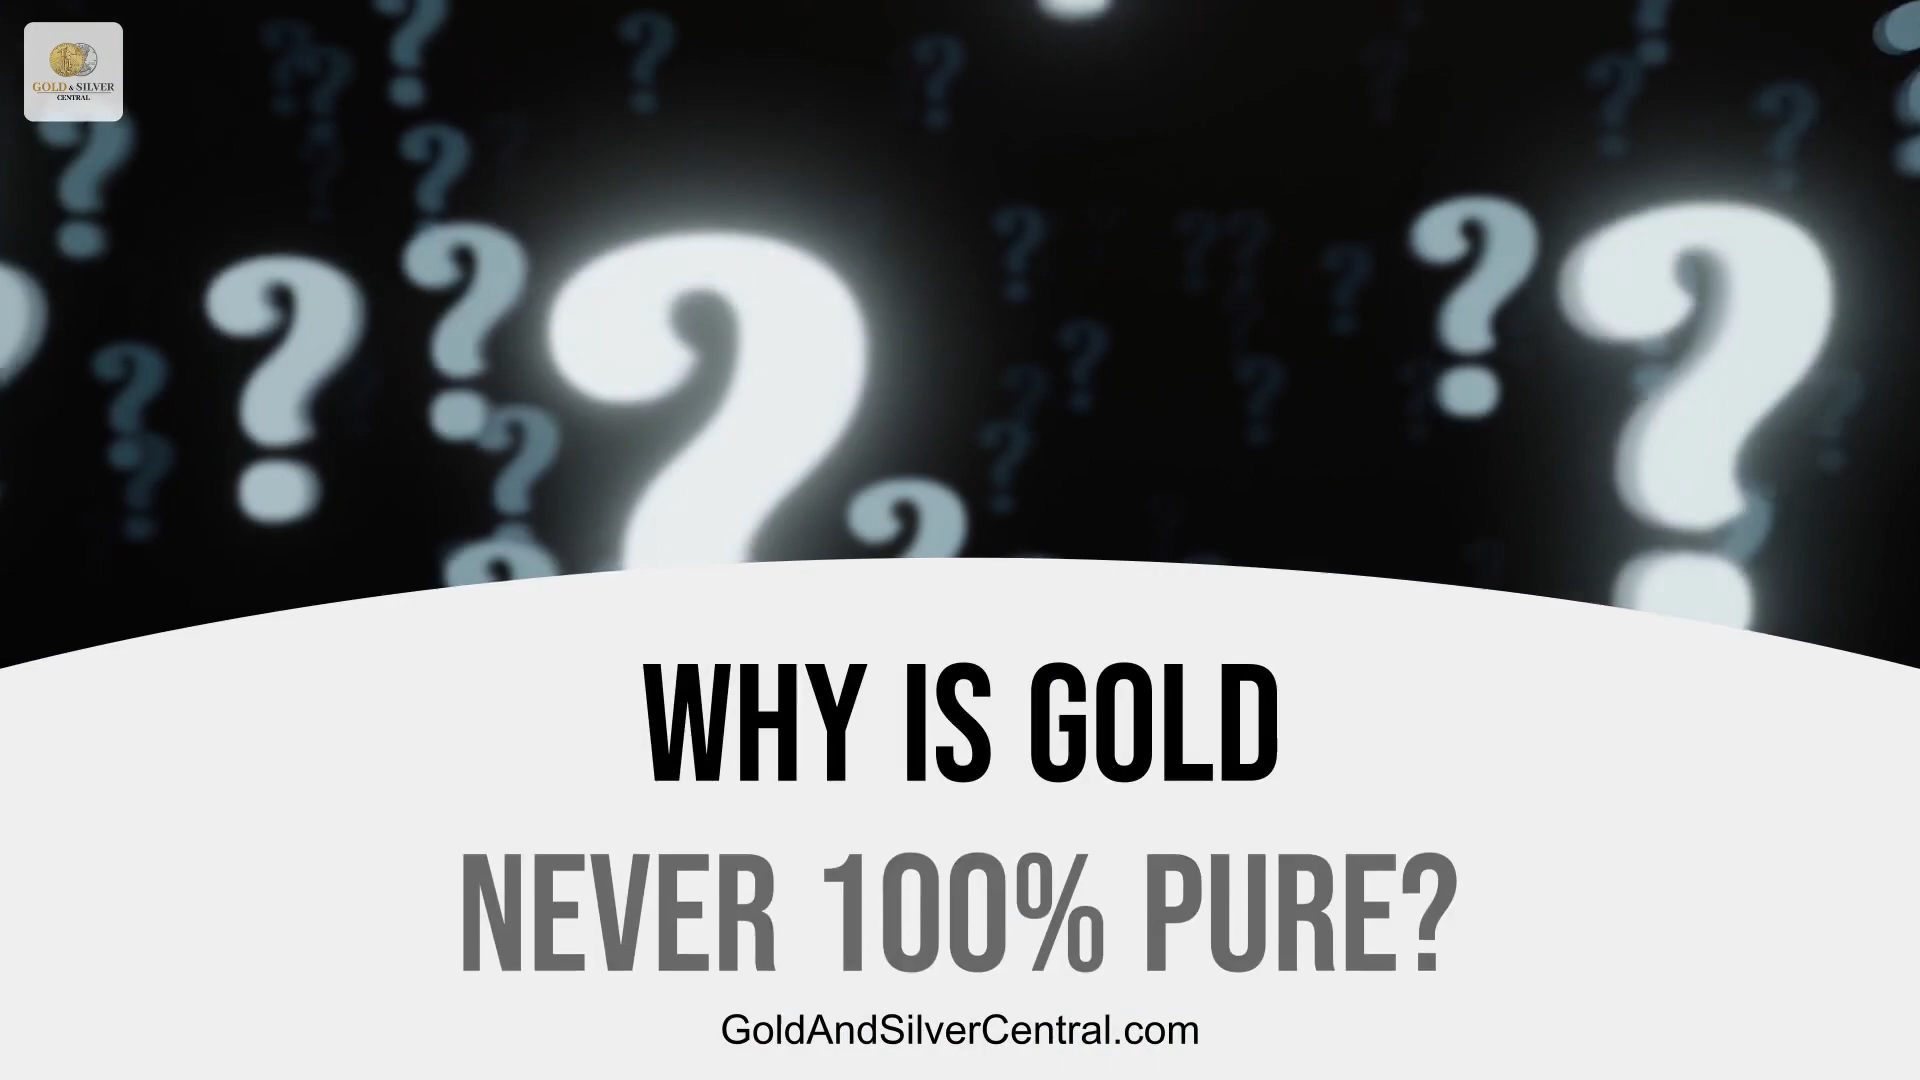 GOLD & SILVER
CENTRAL
WHY IS GOLD
NEVER 100% PURE?
GoldAndSilverCentral.com